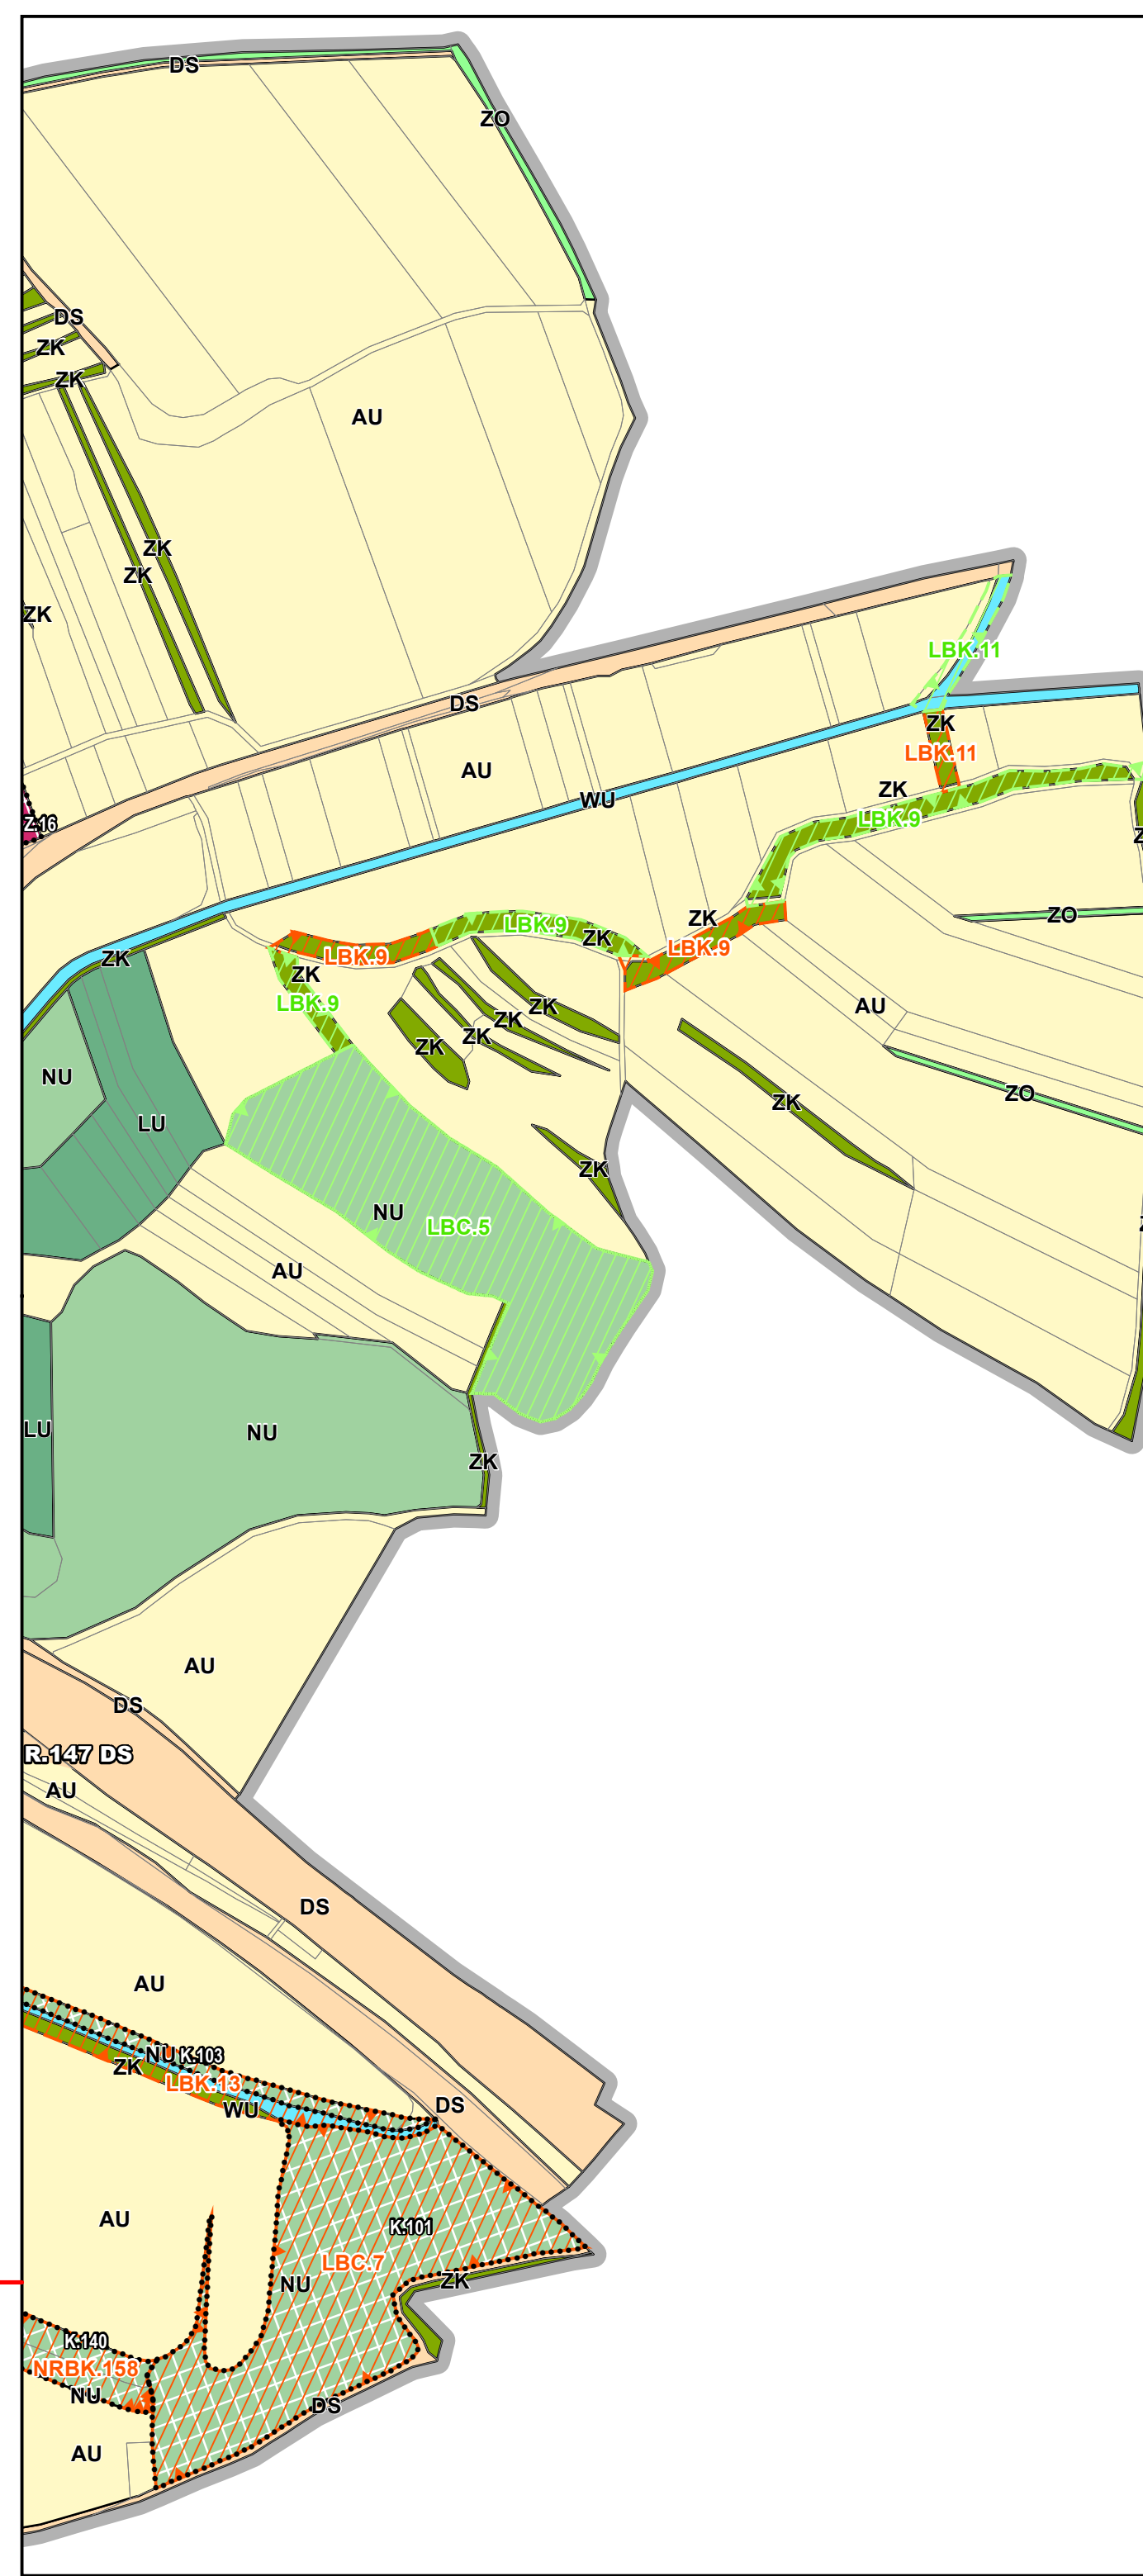 DS
ZO
DS
ZK
ZK
AU
ZK
ZK
ZK
LBK.11
DS
ZK
LBK.11
AU
ZK
WU
LBK.9
Z.16
ZO
ZK
LBK.9
ZK
LBK.9
ZK
LBK.9
ZK
ZK
LBK.9
ZK
AU
ZK
ZK
ZK
NU
ZO
ZK
LU
ZK
NU
LBC.5
AU
LU
NU
ZK
AU
DS
R.147 DS
AU
DS
AU
NU
K.103
ZK
LBK.13
DS
WU
AU
K.101
LBC.7
ZK
NU
K.140
NRBK.158
NU
DS
AU